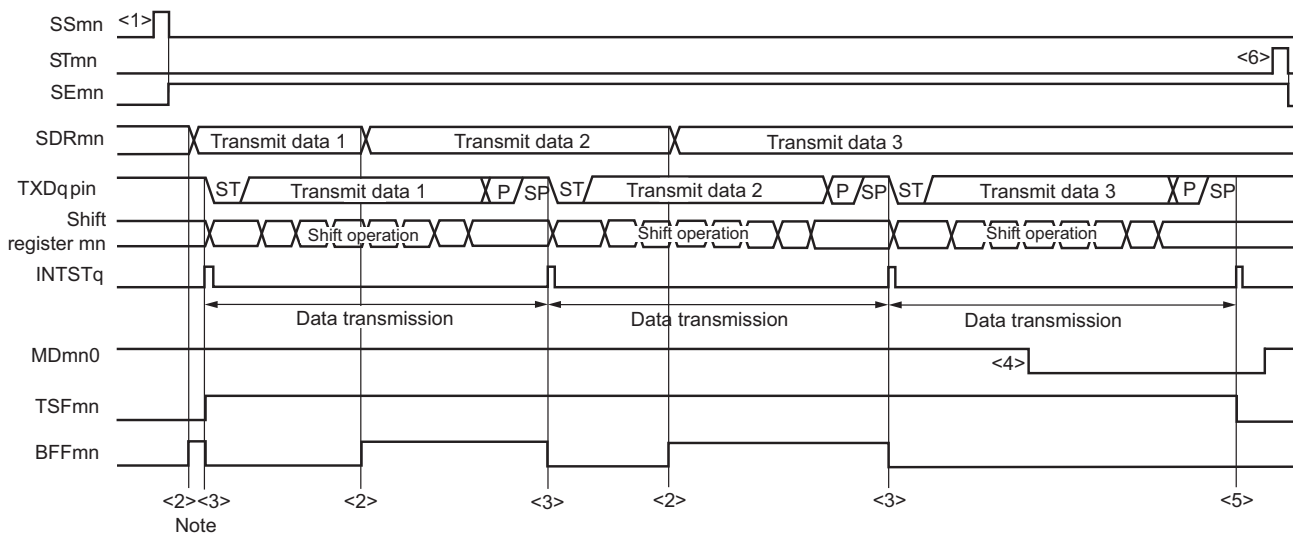 SSmn <1>
STmn <6>
SEmn
SDRmn Transmit data 1 Transmit data 2 Transmit data 3
TXDq pin ST Transmit data 1 P SP ST Transmit data 2 P SP ST Transmit data 3 P SP
Shift
register mn Shift operation Shift operation Shift operation
INTSTq
Data transmission Data transmission Data transmission
MDmn0 <4>
TSFmn
BFFmn
<2><3> <2> <3> <2> <3> <5>
Note